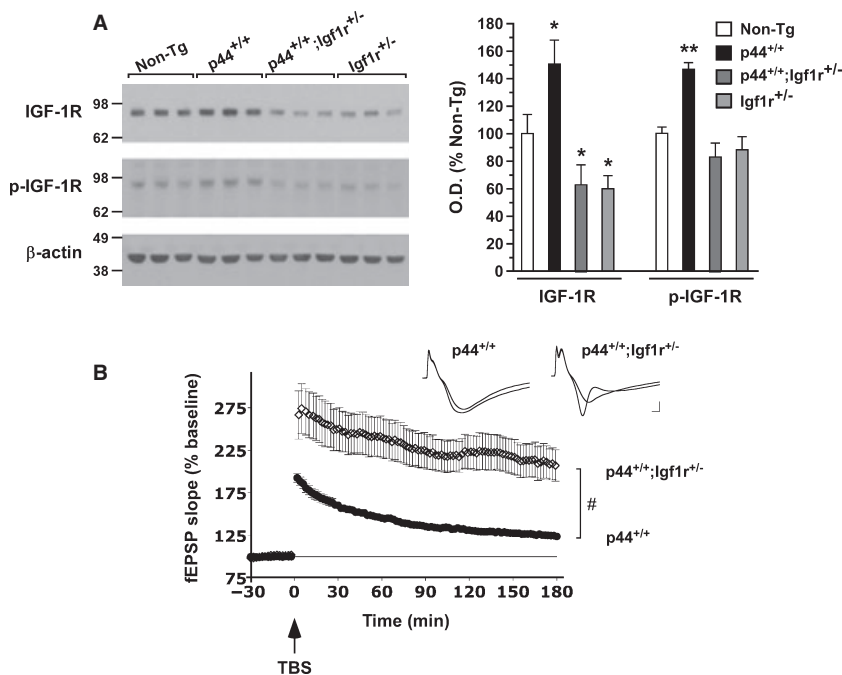 A
Non-Tg p44+/+ p44+/+;Igf1r+/- Igf1r+/-
IGF-1R
98
62
p-IGF-1R
98
62
β-actin
49
38
O.D. (% Non-Tg)
180
160
140
120
100
80
60
40
20
0
* * * **
Non-Tg
p44+/+
p44+/+;Igf1r+/-
Igf1r+/-
IGF-1R p-IGF-1R
B
p44+/+ p44+/+;Igf1r+/-
fEPSP slope (% baseline)
275
225
175
125
75
p44+/+;Igf1r+/-
#
p44+/+
−30 0 30 60 90 120 150 180
Time (min)
TBS